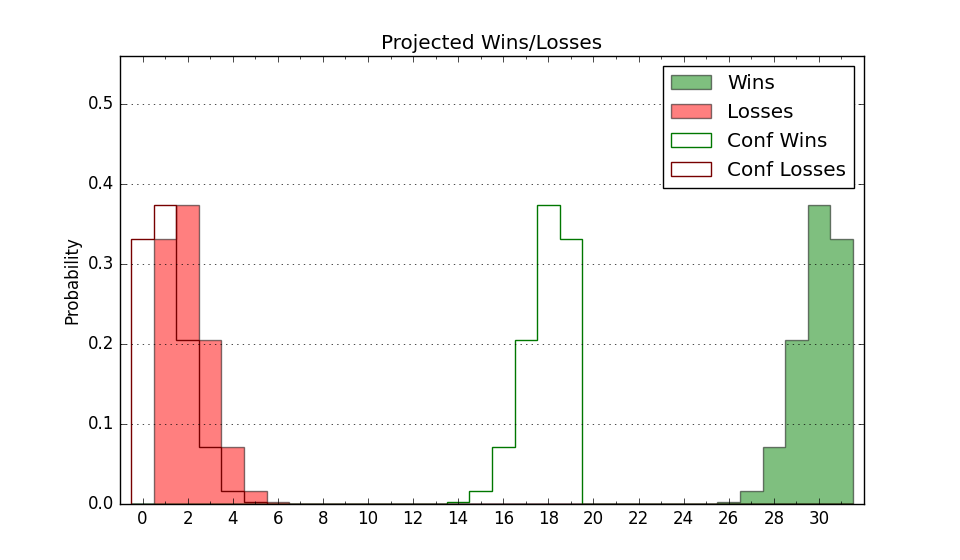 Projected Wins/Losses
Wins
Losses
Conf Wins
Conf Losses
Probability
0.5
0.4
0.3
0.2
0.1
0.0
0 2 4 6 8 10 12 14 16 18 20 22 24 26 28 30